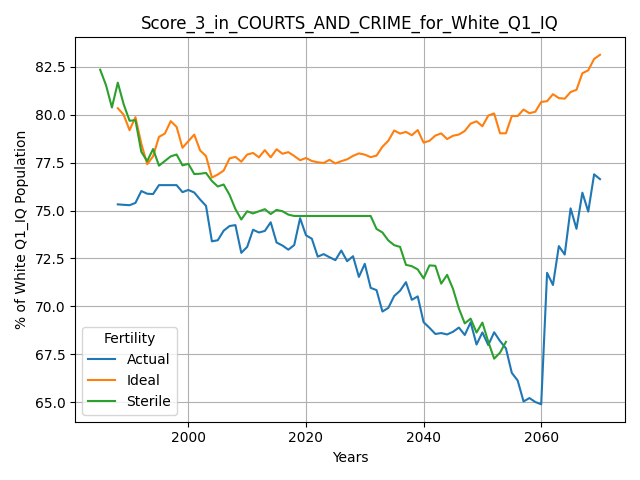 Score_3_in_COURTS_AND_CRIME_for_White_Q1_IQ
% of White Q1_IQ Population
82.5
80.0
77.5
75.0
72.5
70.0
67.5
65.0
Fertility
Actual
Ideal
Sterile
2000
2020
2040
2060
Years